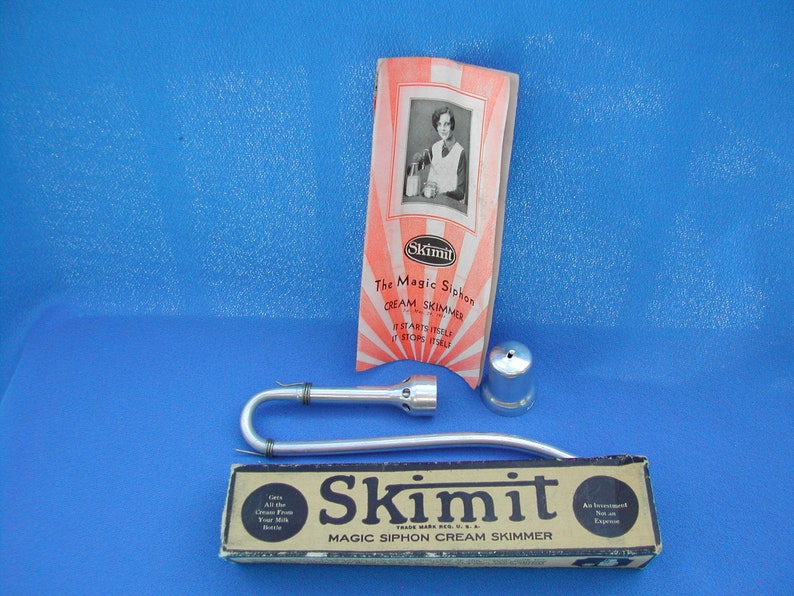 Skimit
The Magic Siphon
CREAM SKIMMER
IT STARTS ITSELF
IT STOPS ITSELF
Gets
All the
Cream From
Your Milk
Bottle
Skimit
TRADE MARK REG. U. S. A.
MAGIC SIPHON CREAM SKIMMER
An Investment
Not an
Expense